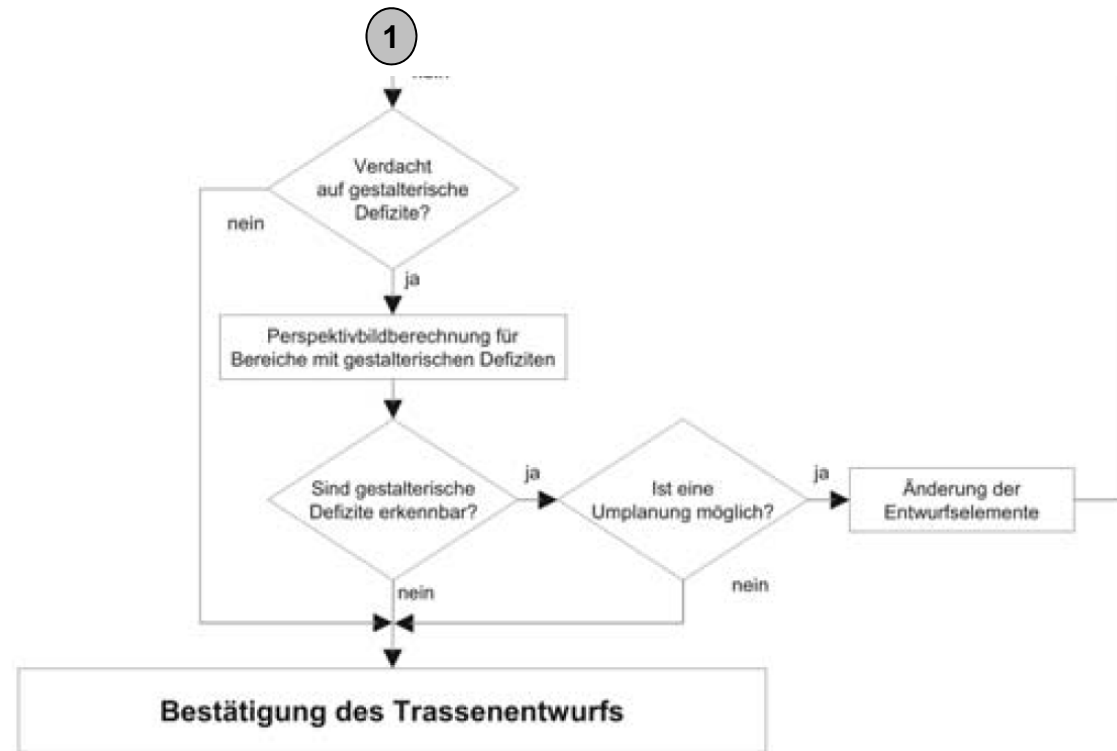 1
Verdacht
auf gestalterische
Defizite?
nein
ja
Perspektivbildberechnung für
Bereiche mit gestalterischen Defiziten
Sind gestalterische
Defizite erkennbar?
ja
Ist eine
Umplanung möglich?
ja
Änderung der
Entwurfselemente
nein
nein
Bestätigung des Trassenentwurfs